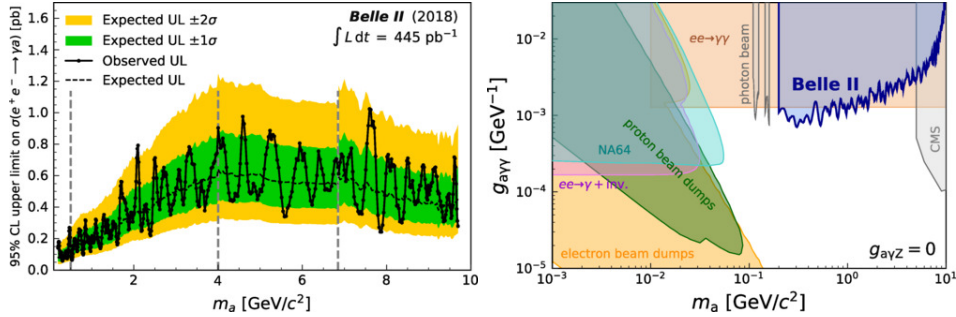 95% CL upper limit on σ(e⁺e⁻ → γa) [pb]
1.6
1.4
1.2
1.0
0.8
0.6
0.4
0.2
0.0
Expected UL ±2σ
Expected UL ±1σ
Observed UL
Expected UL
Belle II (2018)
∫ L dt = 445 pb⁻¹
2 4 6 8 10
mₐ [GeV/c²]
g_aγγ [GeV⁻¹]
10⁻²
10⁻³
10⁻⁴
10⁻⁵
ee→γγ
photon beam
Belle II
proton beam dumps
NA64
ee→γ+inv.
CMS
electron beam dumps
g_aγZ = 0
10⁻³ 10⁻² 10⁻¹ 10⁰ 10¹
mₐ [GeV/c²]